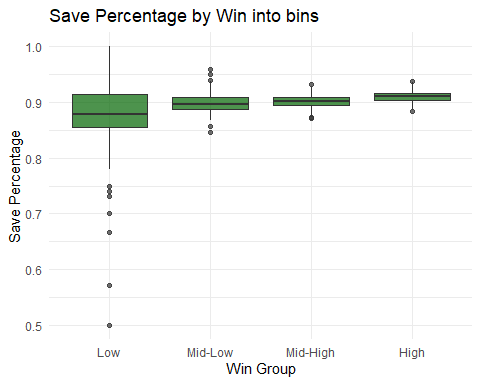 Save Percentage by Win into bins
1.0
0.9
0.8
0.7
0.6
0.5
Save Percentage
Low Mid-Low Mid-High High
Win Group